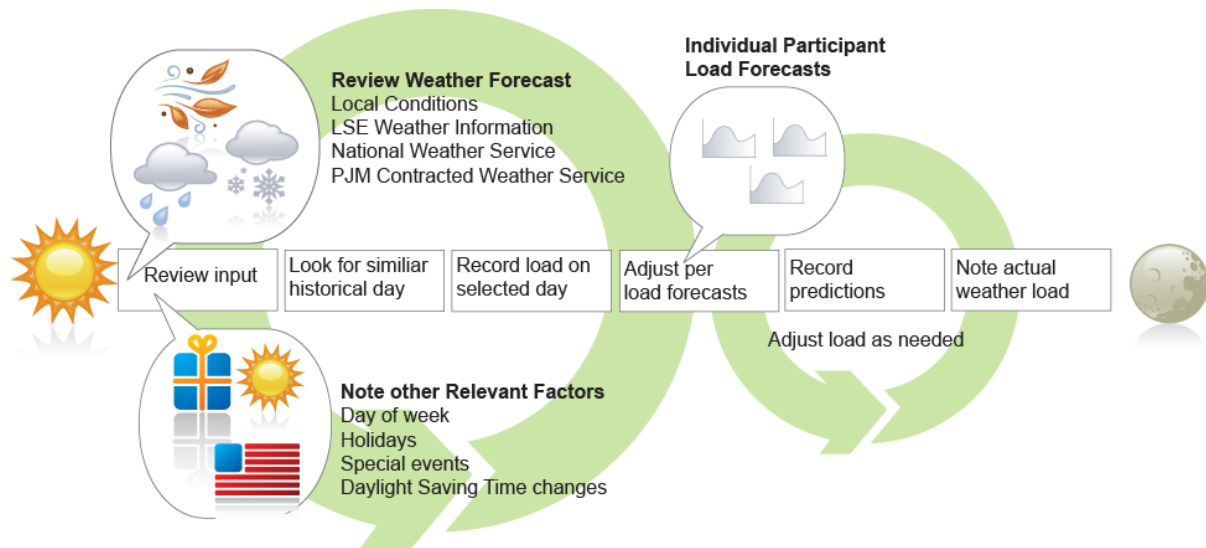 Individual Participant
Load Forecasts
Review Weather Forecast
Local Conditions
LSE Weather Information
National Weather Service
PJM Contracted Weather Service
Review input
Look for similiar
historical day
Record load on
selected day
Adjust per
load forecasts
Record
predictions
Note actual
weather load
Adjust load as needed
Note other Relevant Factors
Day of week
Holidays
Special events
Daylight Saving Time changes